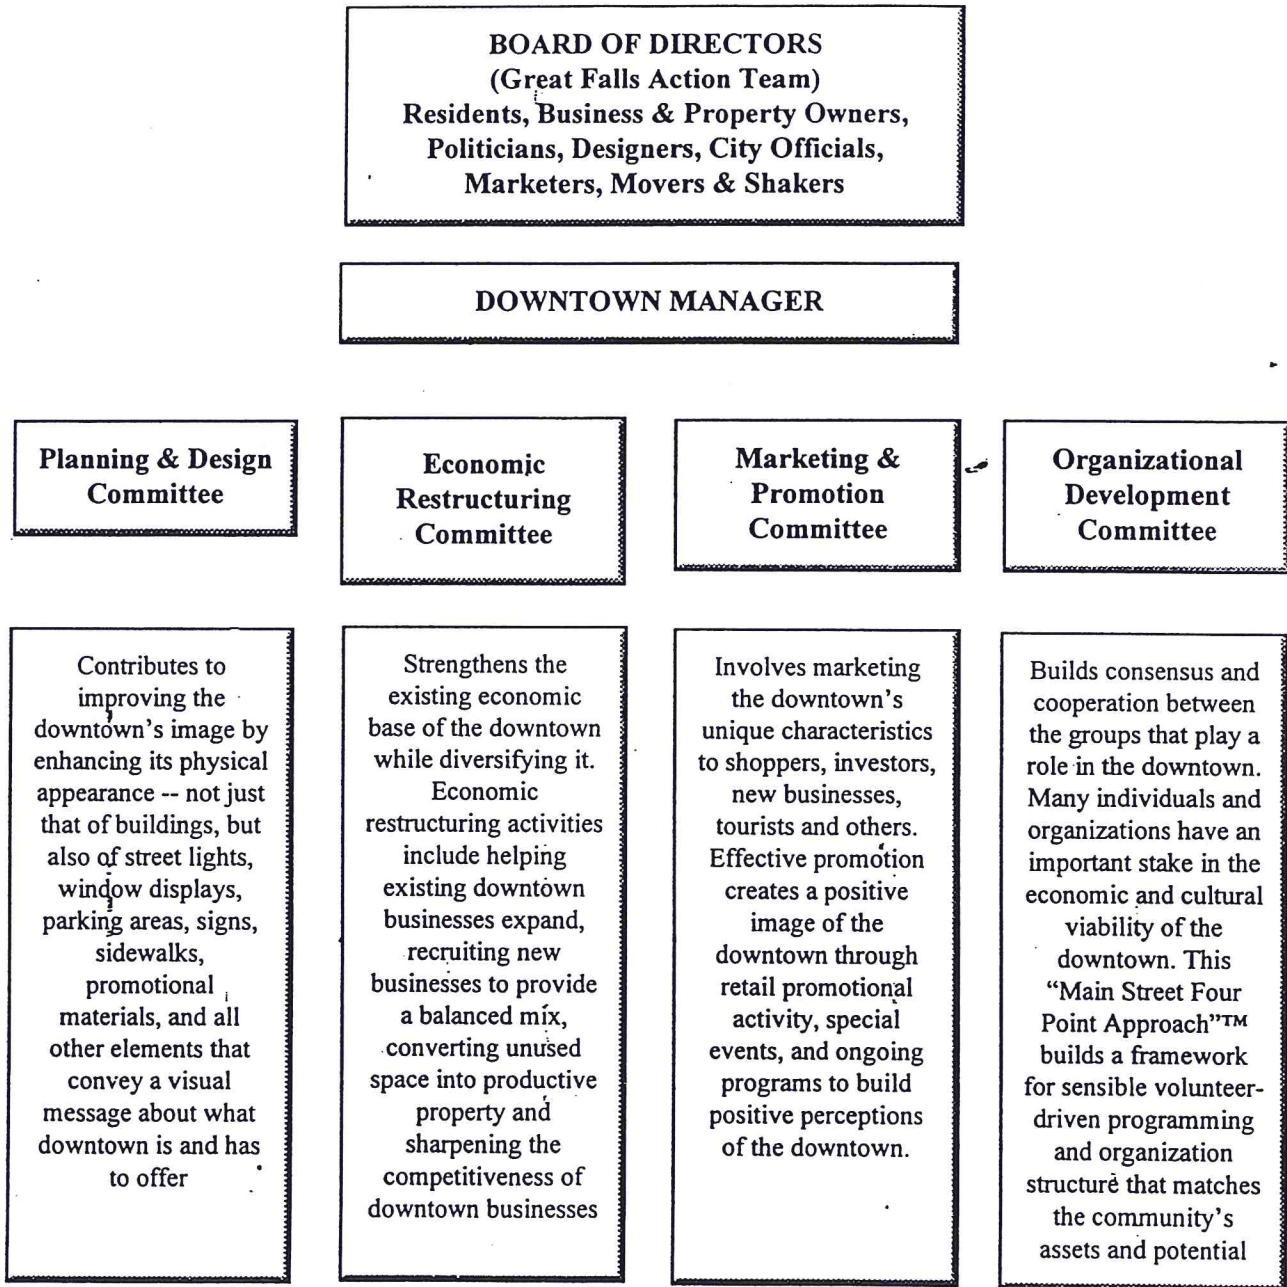 BOARD OF DIRECTORS
(Great Falls Action Team)
Residents, Business & Property Owners,
Politicians, Designers, City Officials,
Marketers, Movers & Shakers
DOWNTOWN MANAGER
Planning & Design
Committee
Economic
Restructuring
Committee
Marketing &
Promotion
Committee
Organizational
Development
Committee
Contributes to
improving the
downtown's image by
enhancing its physical
appearance -- not just
that of buildings, but
also of street lights,
window displays,
parking areas, signs,
sidewalks,
promotional
materials, and all
other elements that
convey a visual
message about what
downtown is and has
to offer
Strengthens the
existing economic
base of the downtown
while diversifying it.
Economic
restructuring activities
include helping
existing downtown
businesses expand,
recruiting new
businesses to provide
a balanced mix,
converting unused
space into productive
property and
sharpening the
competitiveness of
downtown businesses
Involves marketing
the downtown's
unique characteristics
to shoppers, investors,
new businesses,
tourists and others.
Effective promotion
creates a positive
image of the
downtown through
retail promotional
activity, special
events, and ongoing
programs to build
positive perceptions
of the downtown.
Builds consensus and
cooperation between
the groups that play a
role in the downtown.
Many individuals and
organizations have an
important stake in the
economic and cultural
viability of the
downtown. This
“Main Street Four
Point Approach”™
builds a framework
for sensible volunteer-
driven programming
and organization
structure that matches
the community's
assets and potential